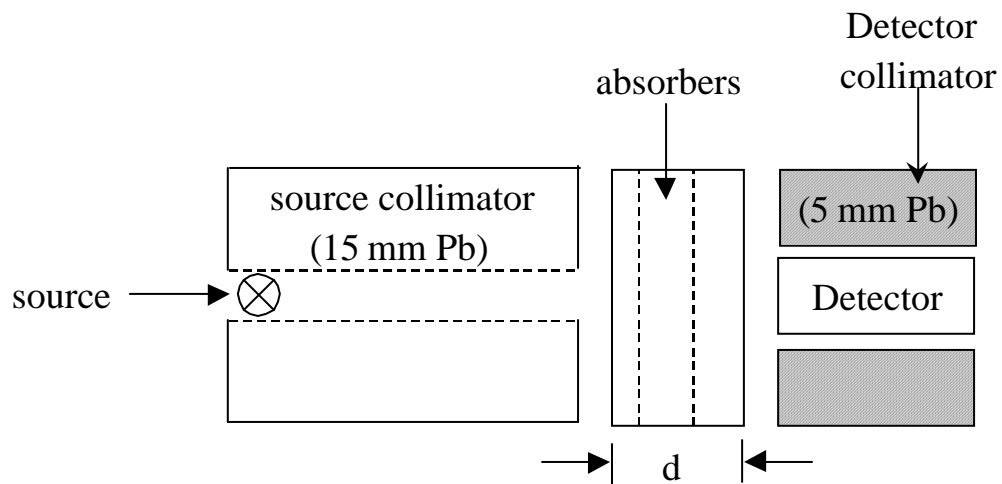 Detector
collimator
absorbers
source collimator
(15 mm Pb)
(5 mm Pb)
source
Detector
d